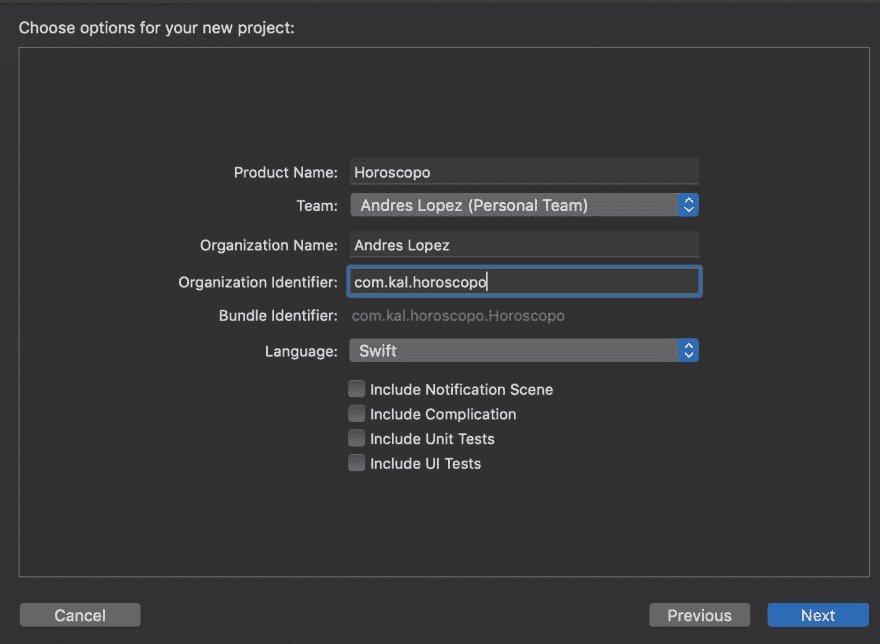 Choose options for your new project:
Product Name: Horoscopo
Team: Andres Lopez (Personal Team)
Organization Name: Andres Lopez
Organization Identifier: com.kal.horoscopo
Bundle Identifier: com.kal.horoscopo.Horoscopo
Language: Swift
Include Notification Scene
Include Complication
Include Unit Tests
Include UI Tests
Cancel Previous Next